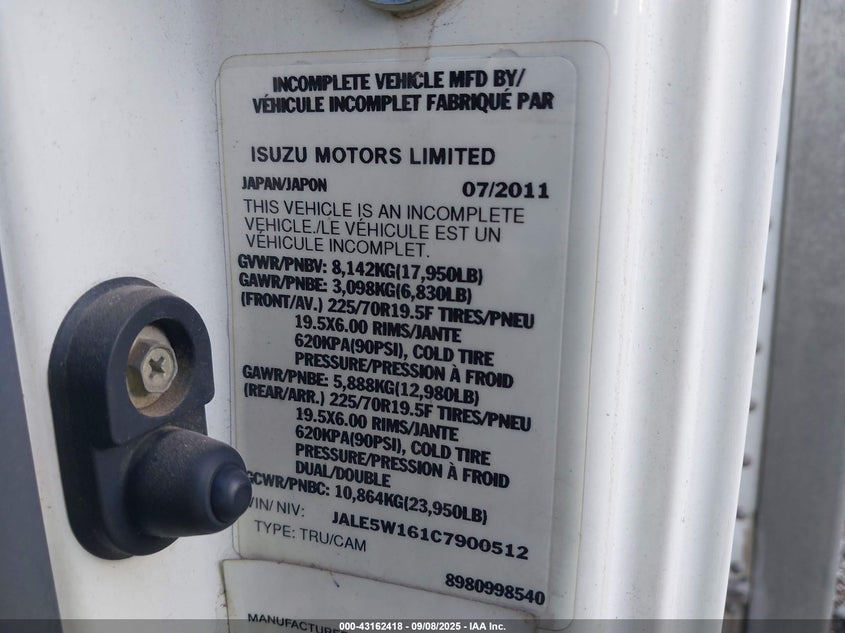 INCOMPLETE VEHICLE MFD BY/
VÉHICULE INCOMPLET FABRIQUÉ PAR
ISUZU MOTORS LIMITED
JAPAN/JAPON 07/2011
THIS VEHICLE IS AN INCOMPLETE
VEHICLE./LE VÉHICULE EST UN
VÉHICULE INCOMPLET.
GVWR/PNBV: 8,142KG(17,950LB)
GAWR/PNBE: 3,098KG(6,830LB)
(FRONT/AV.) 225/70R19.5F TIRES/PNEU
19.5X6.00 RIMS/JANTE
620KPA(90PSI), COLD TIRE
PRESSURE/PRESSION À FROID
GAWR/PNBE: 5,888KG(12,980LB)
(REAR/ARR.) 225/70R19.5F TIRES/PNEU
19.5X6.00 RIMS/JANTE
620KPA(90PSI), COLD TIRE
PRESSURE/PRESSION À FROID
DUAL/DOUBLE
GCWR/PNBC: 10,864KG(23,950LB)
VIN/NIV: JALE5W161C7900512
TYPE: TRU/CAM
8980998540
MANUFACTURE
000-43162418 - 09/08/2025 - IAA Inc.